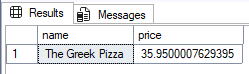 Results Messages
name price
1 The Greek Pizza 35.9500007629395